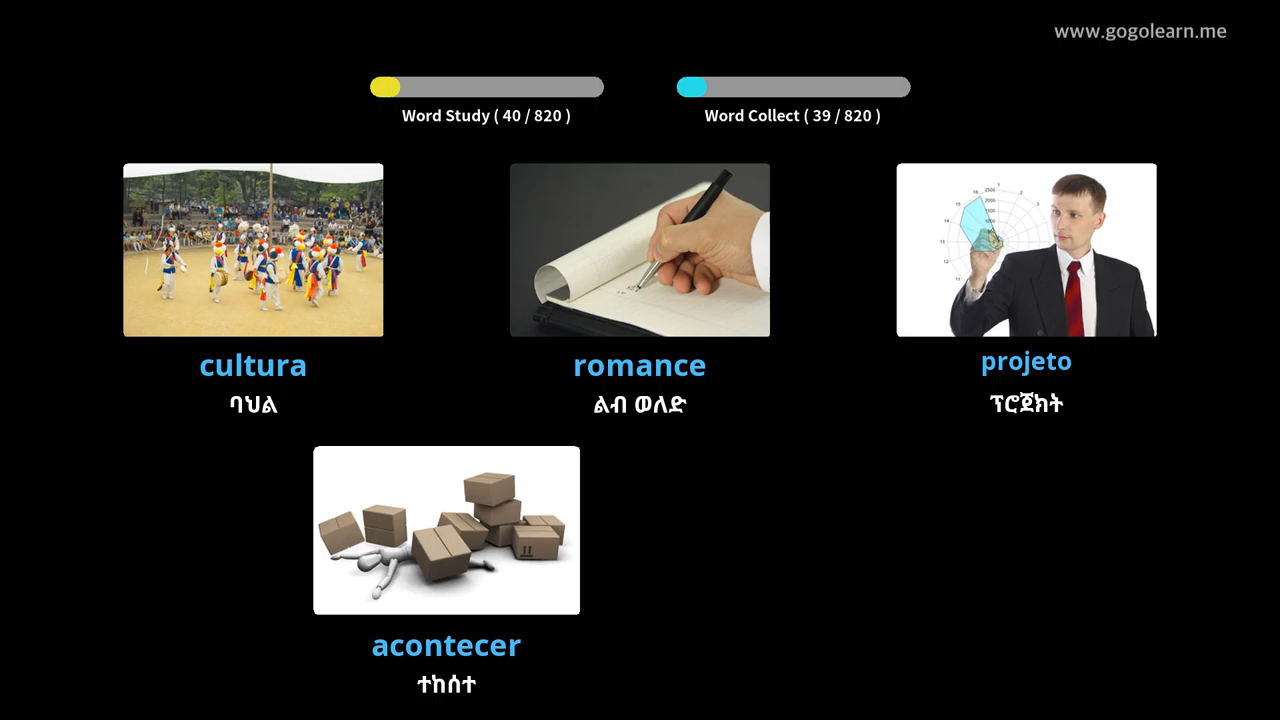 www.gogolearn.me
Word Study ( 40 / 820 )
Word Collect ( 39 / 820 )
cultura
ባህል
romance
ልብ ወለድ
projeto
ፕሮጀክት
acontecer
ተከሰተ